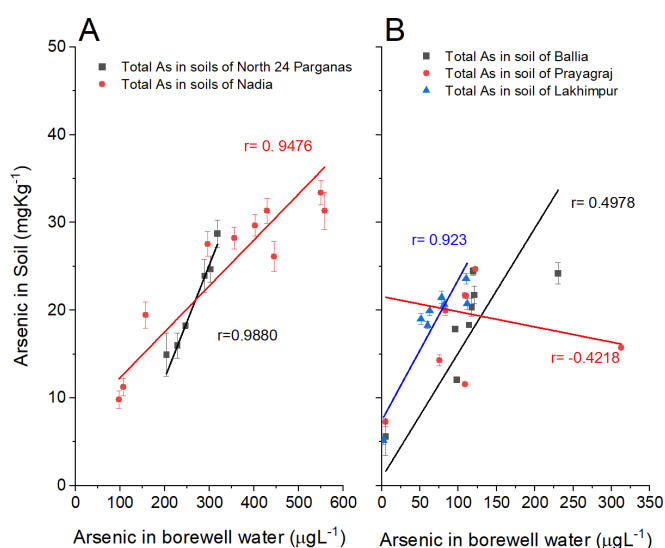 A
B
Total As in soils of North 24 Parganas
Total As in soils of Nadia
Total As in soil of Ballia
Total As in soil of Prayagraj
Total As in soil of Lakhimpur
r= 0. 9476
r=0.9880
r= 0.4978
r= 0.923
r= -0.4218
Arsenic in Soil (mgKg⁻¹)
50
40
30
20
10
0
0 100 200 300 400 500 600
0 50 100 150 200 250 300 350
Arsenic in borewell water (μgL⁻¹)
Arsenic in borewell water (μgL⁻¹)